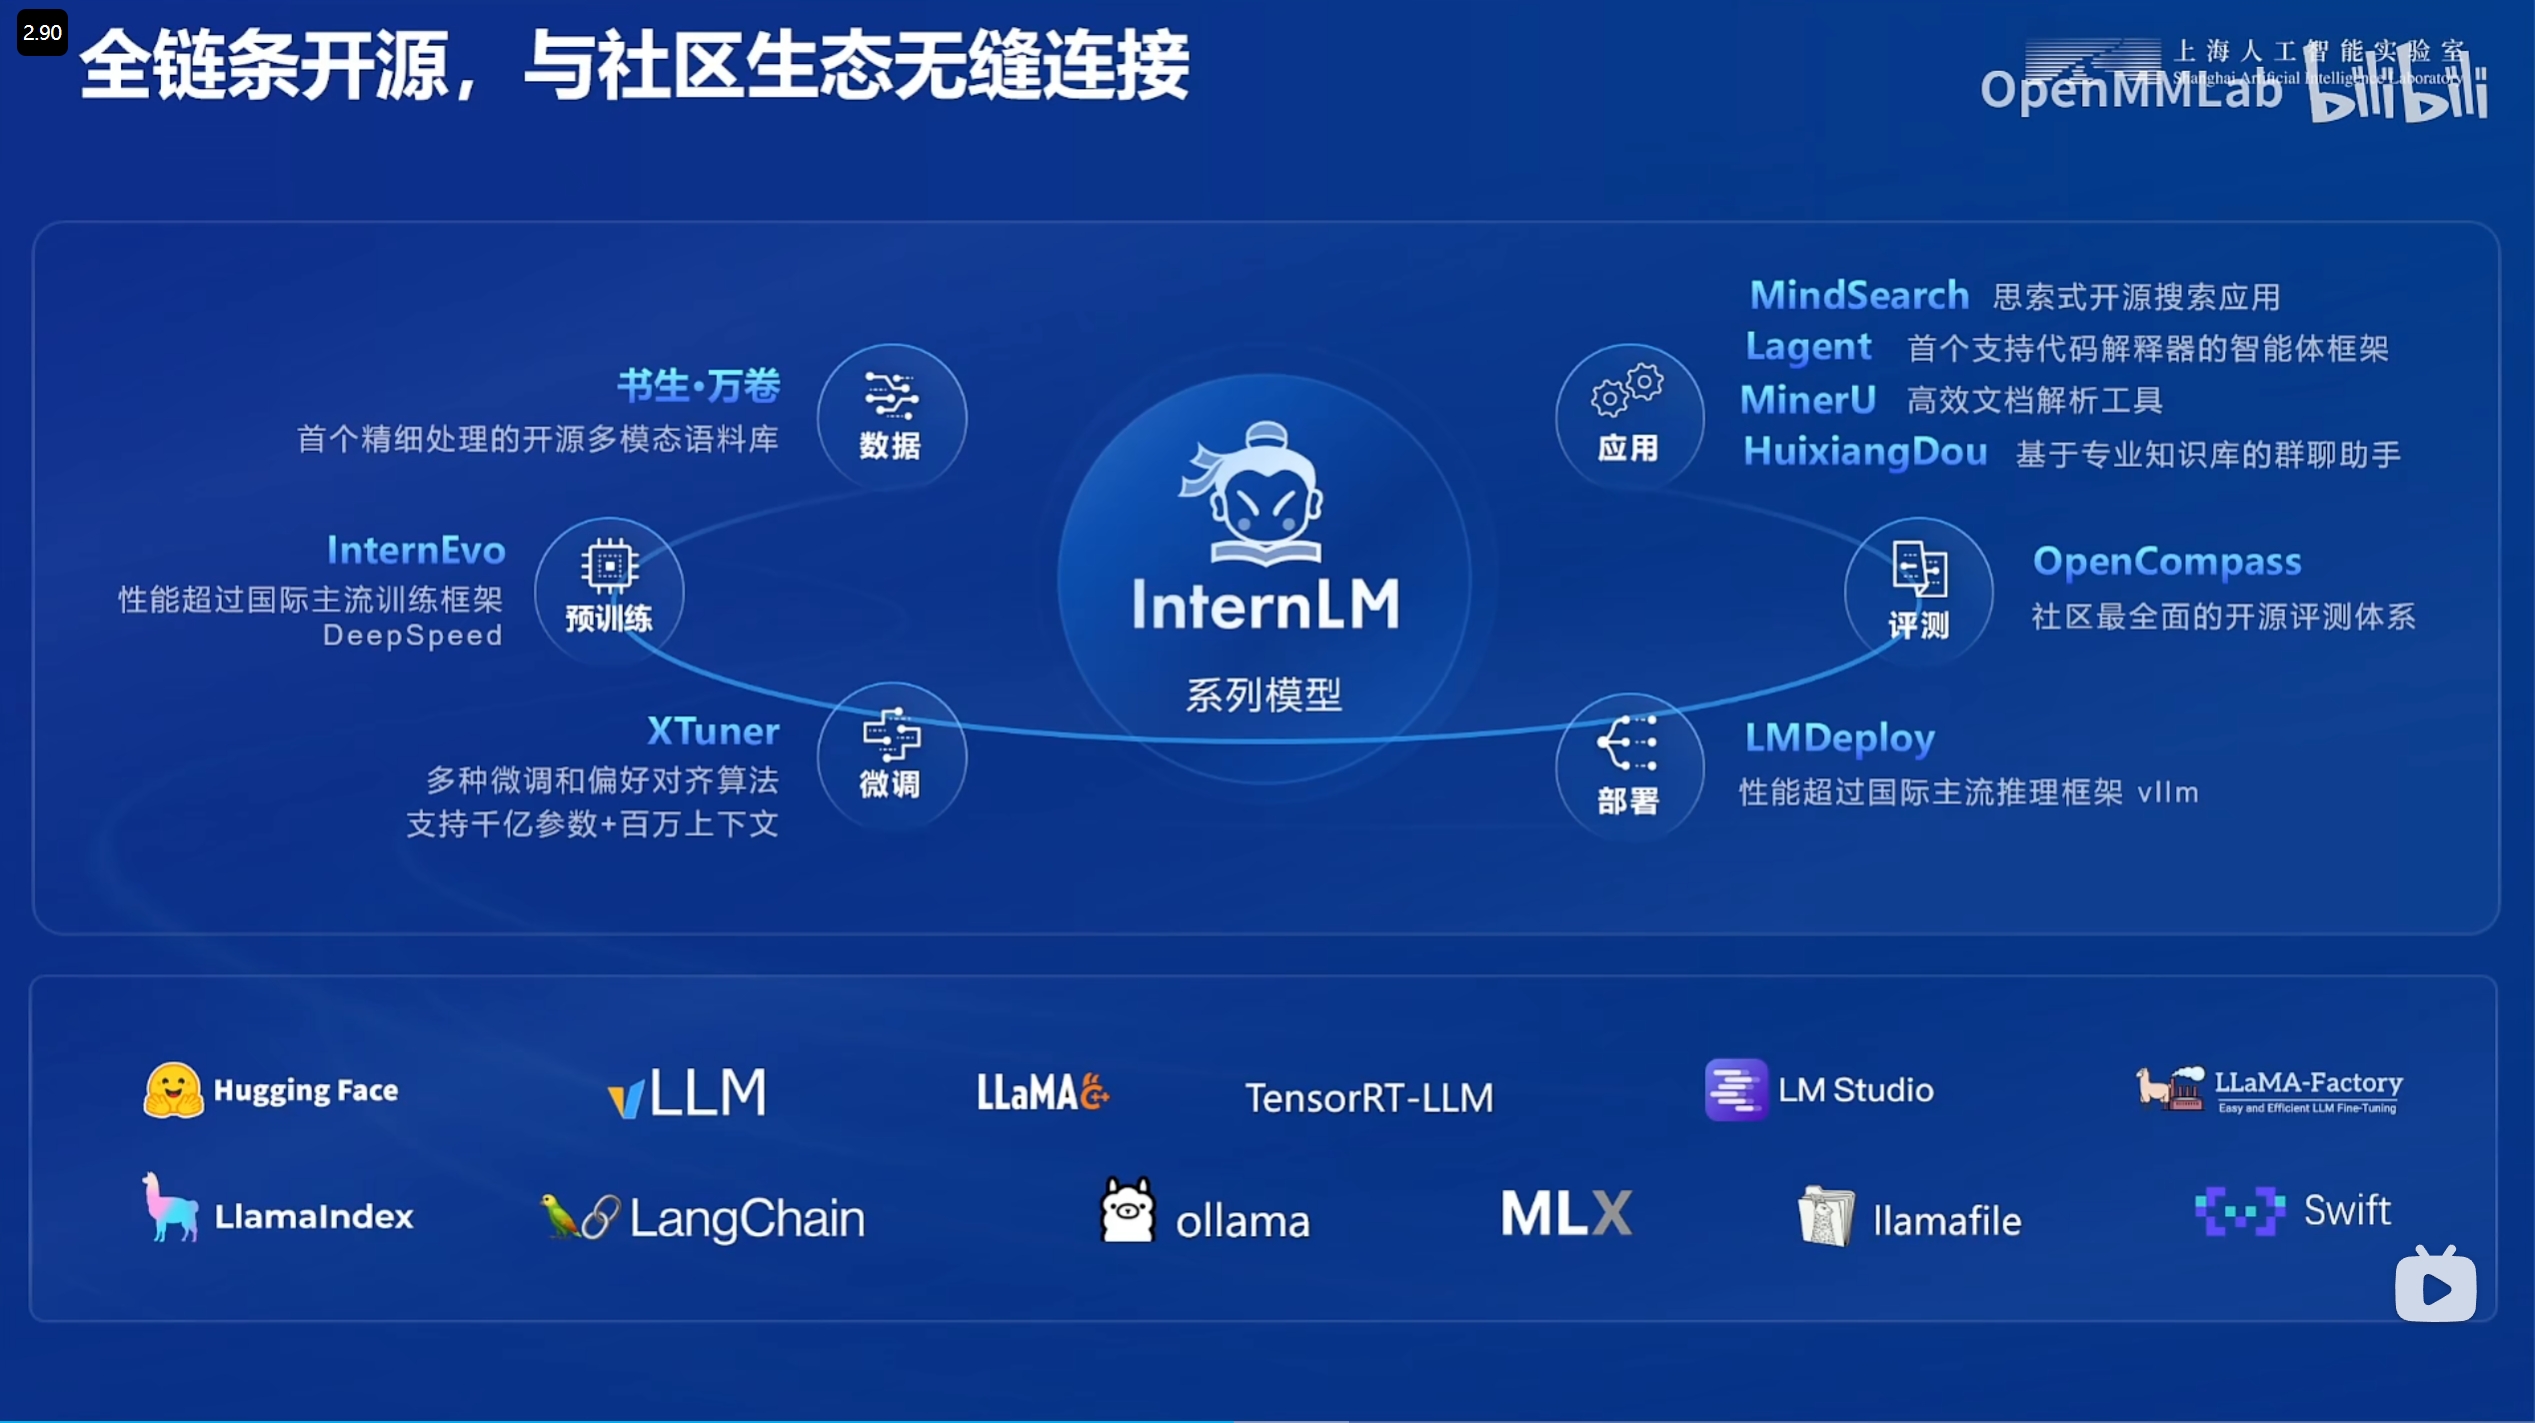 2.90
全链条开源，与社区生态无缝连接
上海人工智能实验室
Shanghai Artificial Intelligence Laboratory
OpenMMLab bilibili
书生·万卷
首个精细处理的开源多模态语料库
数据
InternEvo
性能超过国际主流训练框架
DeepSpeed
预训练
XTuner
多种微调和偏好对齐算法
支持千亿参数+百万上下文
微调
InternLM
系列模型
应用
MindSearch 思索式开源搜索应用
Lagent 首个支持代码解释器的智能体框架
MinerU 高效文档解析工具
HuixiangDou 基于专业知识库的群聊助手
评测
OpenCompass
社区最全面的开源评测体系
部署
LMDeploy
性能超过国际主流推理框架 vllm
Hugging Face
vLLM
LLaMA C++
TensorRT-LLM
LM Studio
LLaMA-Factory
Easy and Efficient LLM Fine-Tuning
LlamaIndex
LangChain
ollama
MLX
llamafile
Swift